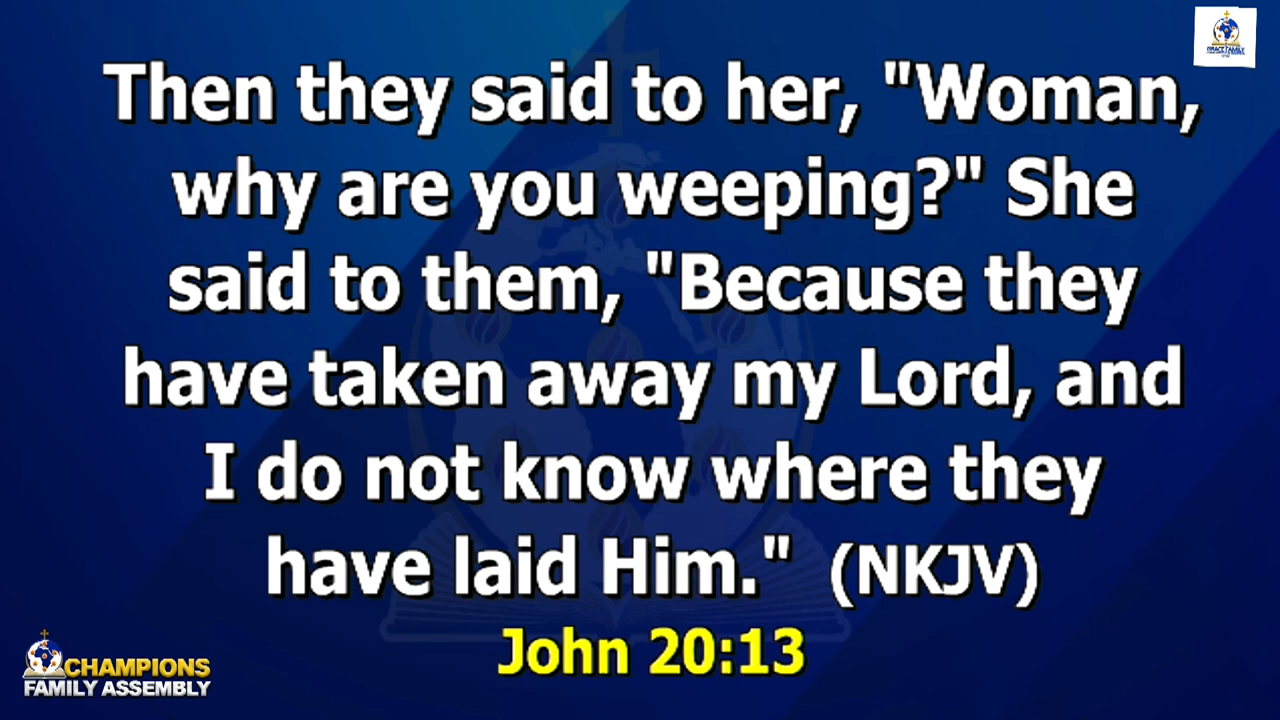 Then they said to her, "Woman,
why are you weeping?" She
said to them, "Because they
have taken away my Lord, and
I do not know where they
have laid Him." (NKJV)
John 20:13
CHAMPIONS
FAMILY ASSEMBLY